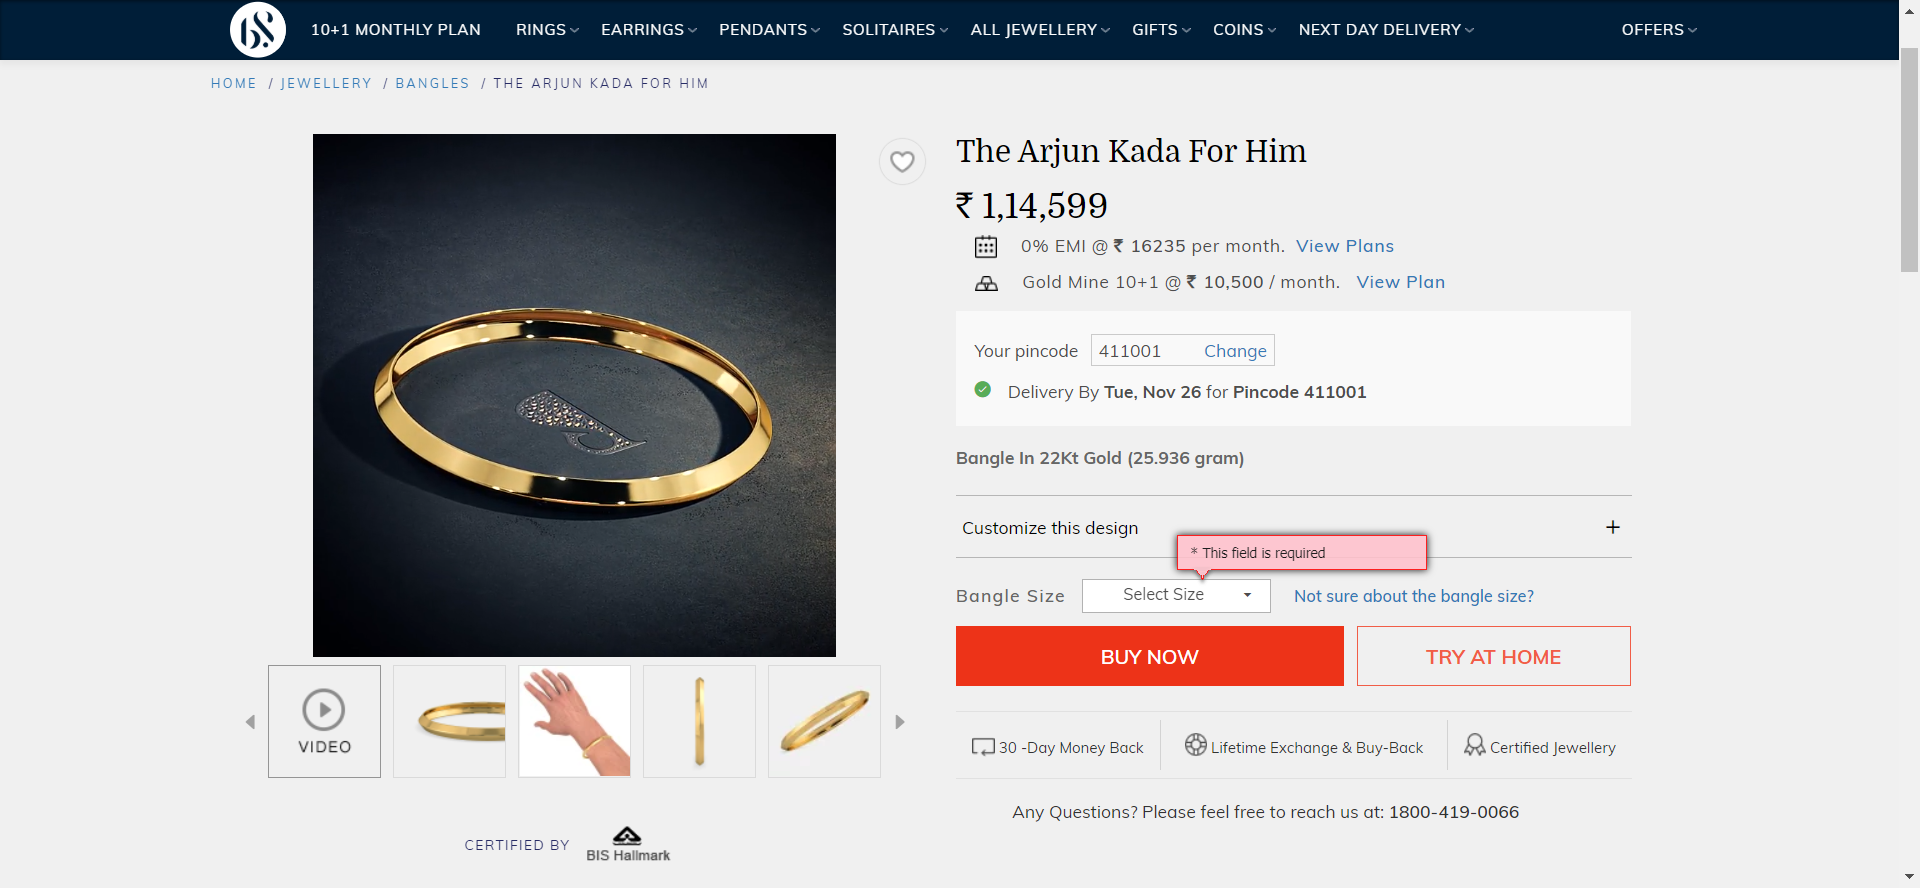 BS
10+1 MONTHLY PLAN RINGS EARRINGS PENDANTS SOLITAIRES ALL JEWELLERY GIFTS COINS NEXT DAY DELIVERY OFFERS
HOME / JEWELLERY / BANGLES / THE ARJUN KADA FOR HIM
The Arjun Kada For Him
₹ 1,14,599
0% EMI @ ₹ 16235 per month. View Plans
Gold Mine 10+1 @ ₹ 10,500 / month. View Plan
Your pincode 411001 Change
Delivery By Tue, Nov 26 for Pincode 411001
Bangle In 22Kt Gold (25.936 gram)
Customize this design +
* This field is required
Bangle Size Select Size Not sure about the bangle size?
BUY NOW TRY AT HOME
VIDEO
30 -Day Money Back Lifetime Exchange & Buy-Back Certified Jewellery
Any Questions? Please feel free to reach us at: 1800-419-0066
CERTIFIED BY BIS Hallmark